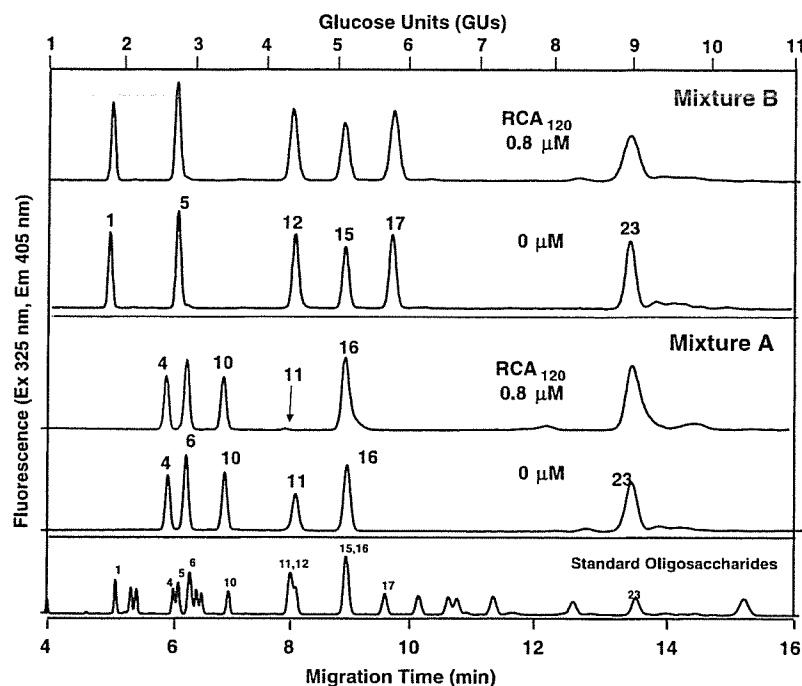 Glucose Units (GUs)
1 2 3 4 5 6 7 8 9 10 11
Mixture B
RCA120
0.8 µM
1 5 12 15 17 23
0 µM
Mixture A
RCA120
0.8 µM
4 10 11 16
6
4 10 11 16 23
0 µM
Standard Oligosaccharides
1 4 5 6 10 11,12 15,16 17 23
4 6 8 10 12 14 16
Migration Time (min)
Fluorescence (Ex 325 nm, Em 405 nm)